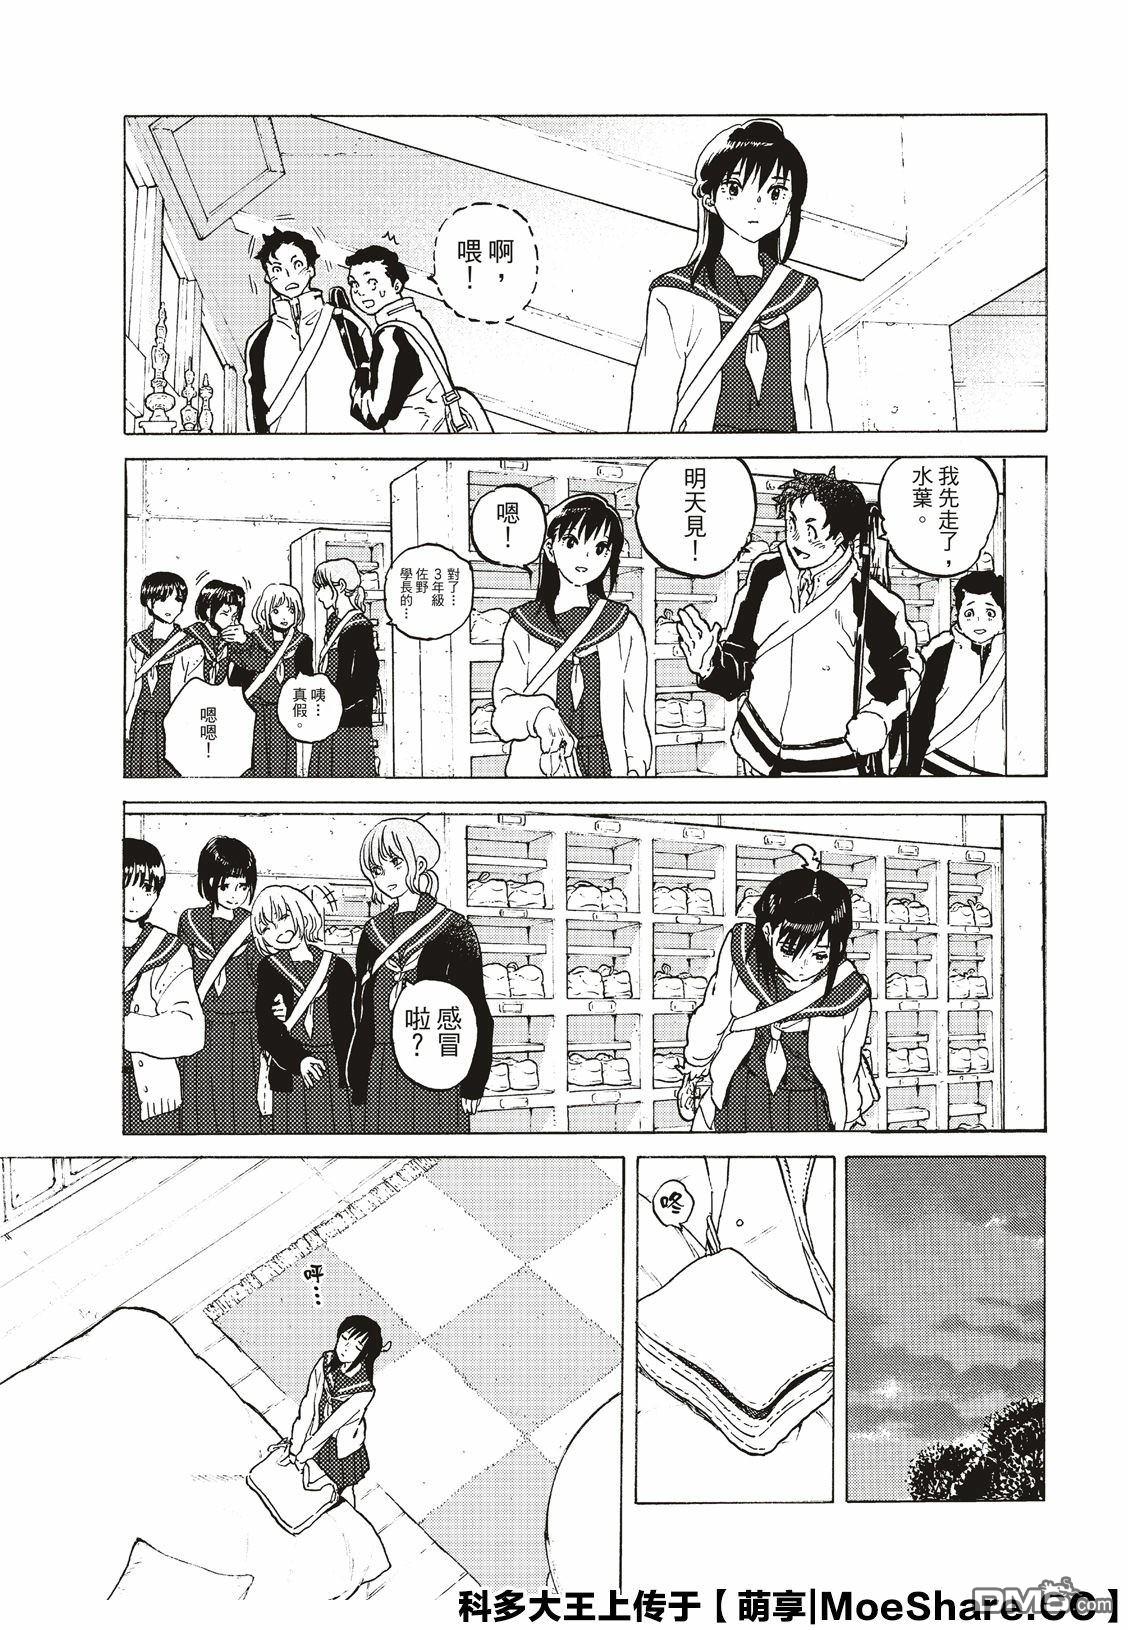 啊，
喂！
我先走了，
水葉。
明天見！
嗯！
對了…
3年級
佐野
學長的…
咦…
真假。
嗯嗯！
感冒
啦？
咚
呼…
科多大王上传于【萌享|MoeShare.CC】